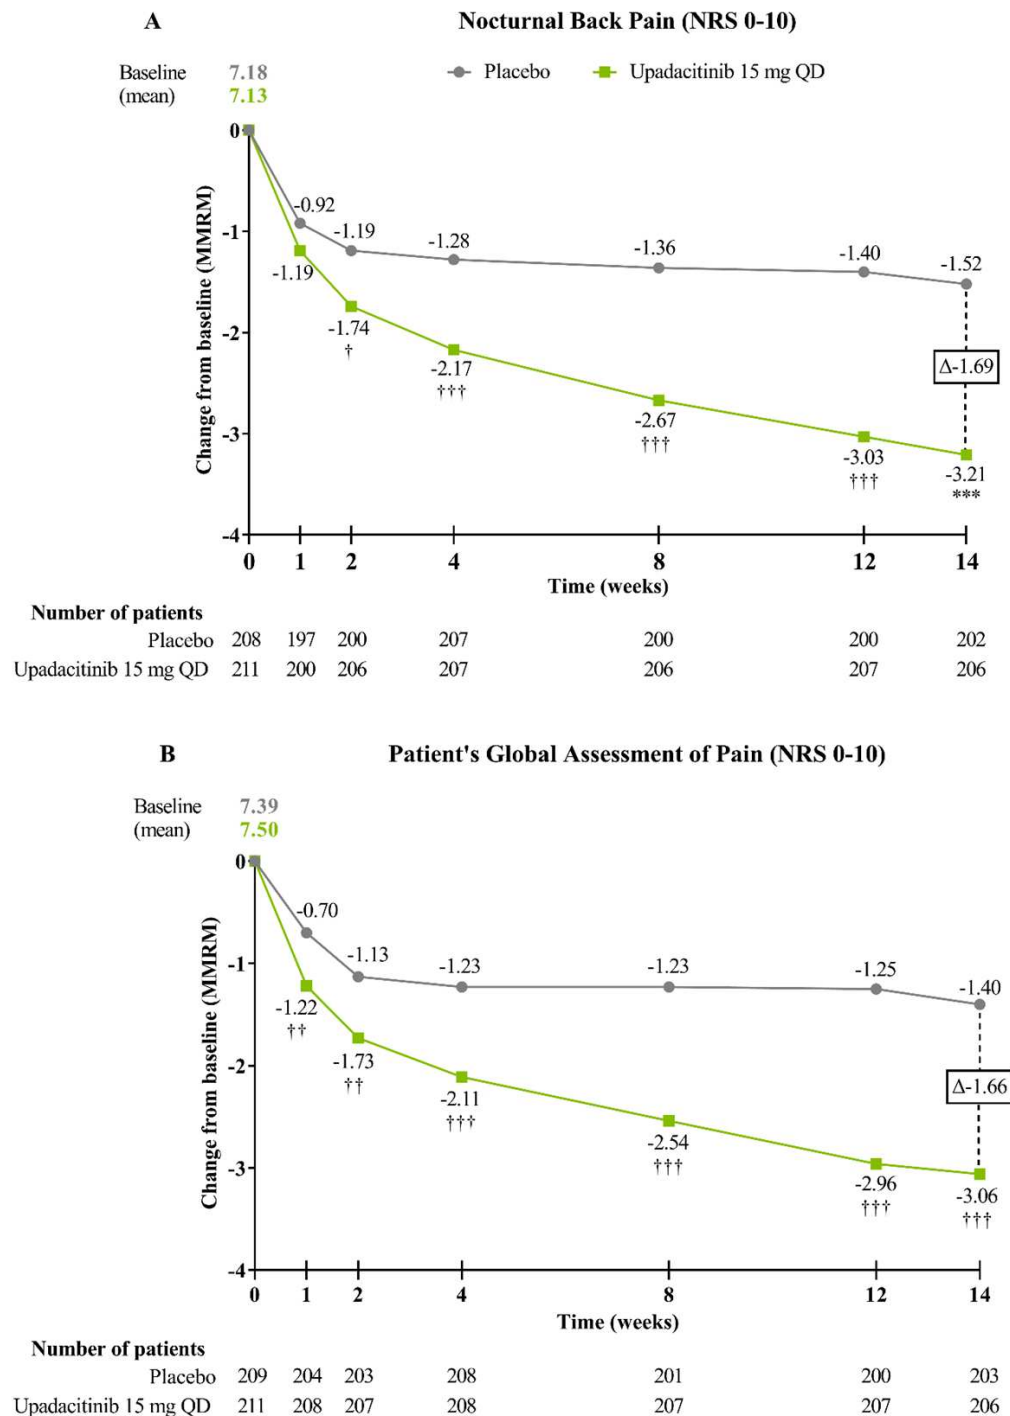 A Nocturnal Back Pain (NRS 0-10)
Baseline 7.18 Placebo Upadacitinib 15 mg QD
(mean) 7.13
0
-0.92
-1
-1.19
-1.28
-1.36
-1.40
-1.52
-1.19
-1.74
†
-2
-2.17
†††
-2.67
†††
-3
-3.03
†††
-3.21
***
Δ-1.69
-4
Change from baseline (MMRM)
0 1 2 4 8 12 14
Time (weeks)
Number of patients
Placebo 208 197 200 207 200 200 202
Upadacitinib 15 mg QD 211 200 206 207 206 207 206
B Patient's Global Assessment of Pain (NRS 0-10)
Baseline 7.39
(mean) 7.50
0
-0.70
-1
-1.13
-1.23
-1.23
-1.25
-1.40
-1.22
††
-1.73
††
-2
-2.11
†††
-2.54
†††
-3
-2.96
†††
-3.06
†††
Δ-1.66
-4
Change from baseline (MMRM)
0 1 2 4 8 12 14
Time (weeks)
Number of patients
Placebo 209 204 203 208 201 200 203
Upadacitinib 15 mg QD 211 208 207 208 207 207 206